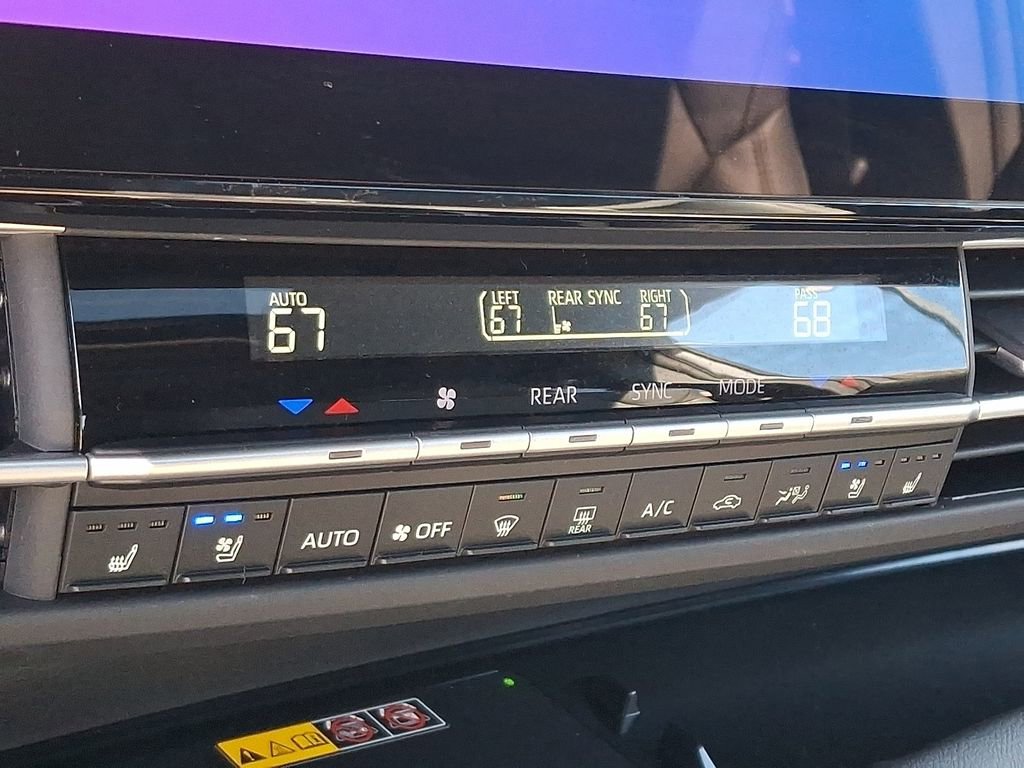 AUTO
67
LEFT REAR SYNC RIGHT
67 67
PASS
68
REAR SYNC MODE
AUTO
OFF
REAR
A/C